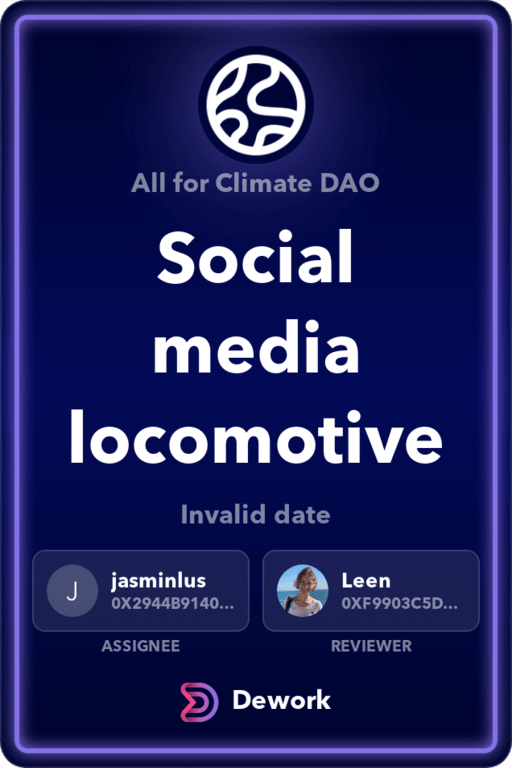 All for Climate DAO
Social
media
locomotive
Invalid date
J
jasminlus
0X2944B9140...
Leen
0XF9903C5D...
ASSIGNEE
REVIEWER
Dework